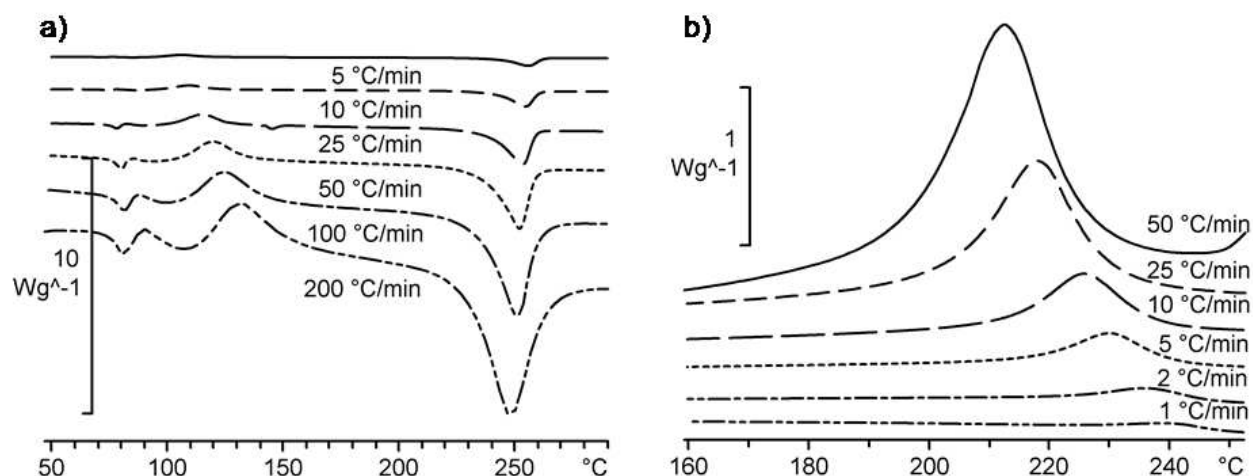 a)
5 °C/min
10 °C/min
25 °C/min
50 °C/min
100 °C/min
200 °C/min
10
Wg^-1
50 100 150 200 250 °C
b)
1
Wg^-1
50 °C/min
25 °C/min
10 °C/min
5 °C/min
2 °C/min
1 °C/min
160 180 200 220 240 °C